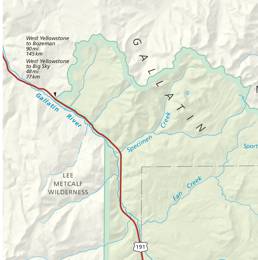 West Yellowstone
to Bozeman
90 mi
145 km
West Yellowstone
to Big Sky
48 mi
77 km
GALLATIN
Gallatin River
Specimen Creek
Sport
LEE
METCALF
WILDERNESS
Fan Creek
191